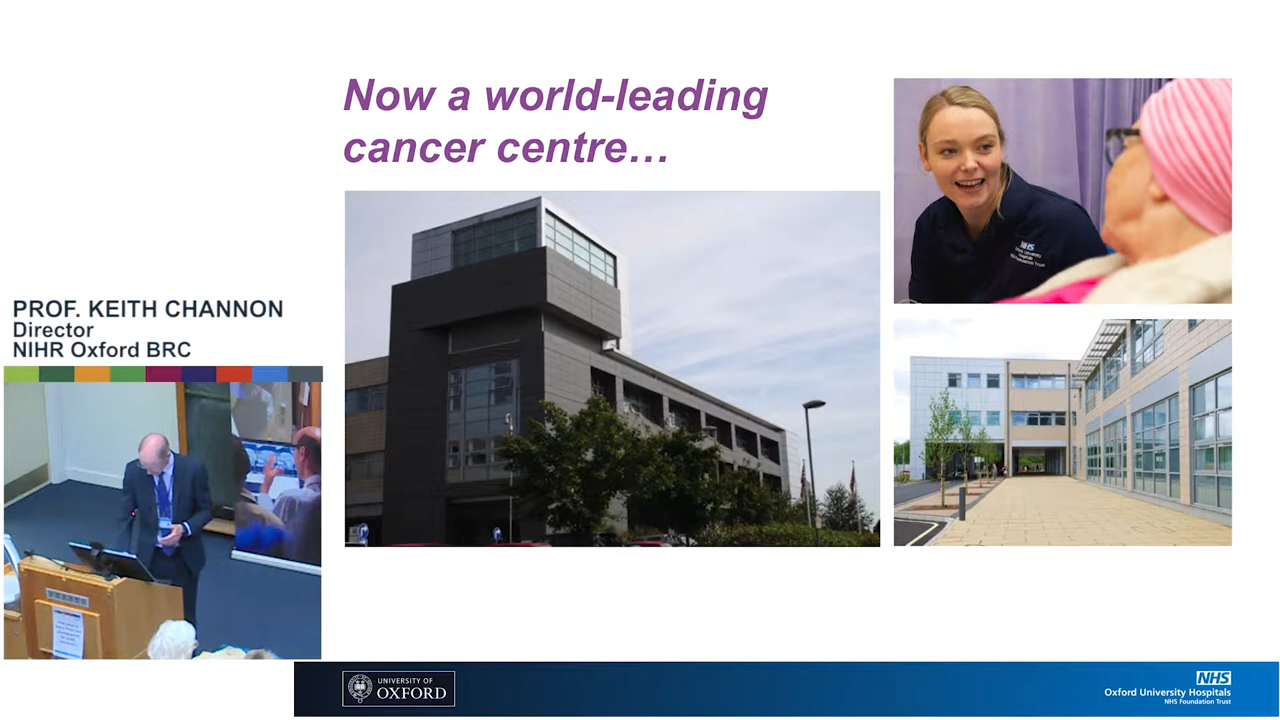 Now a world-leading
cancer centre…
NHS
PROF. KEITH CHANNON
Director
NIHR Oxford BRC
UNIVERSITY OF
OXFORD
NHS
Oxford University Hospitals
NHS Foundation Trust